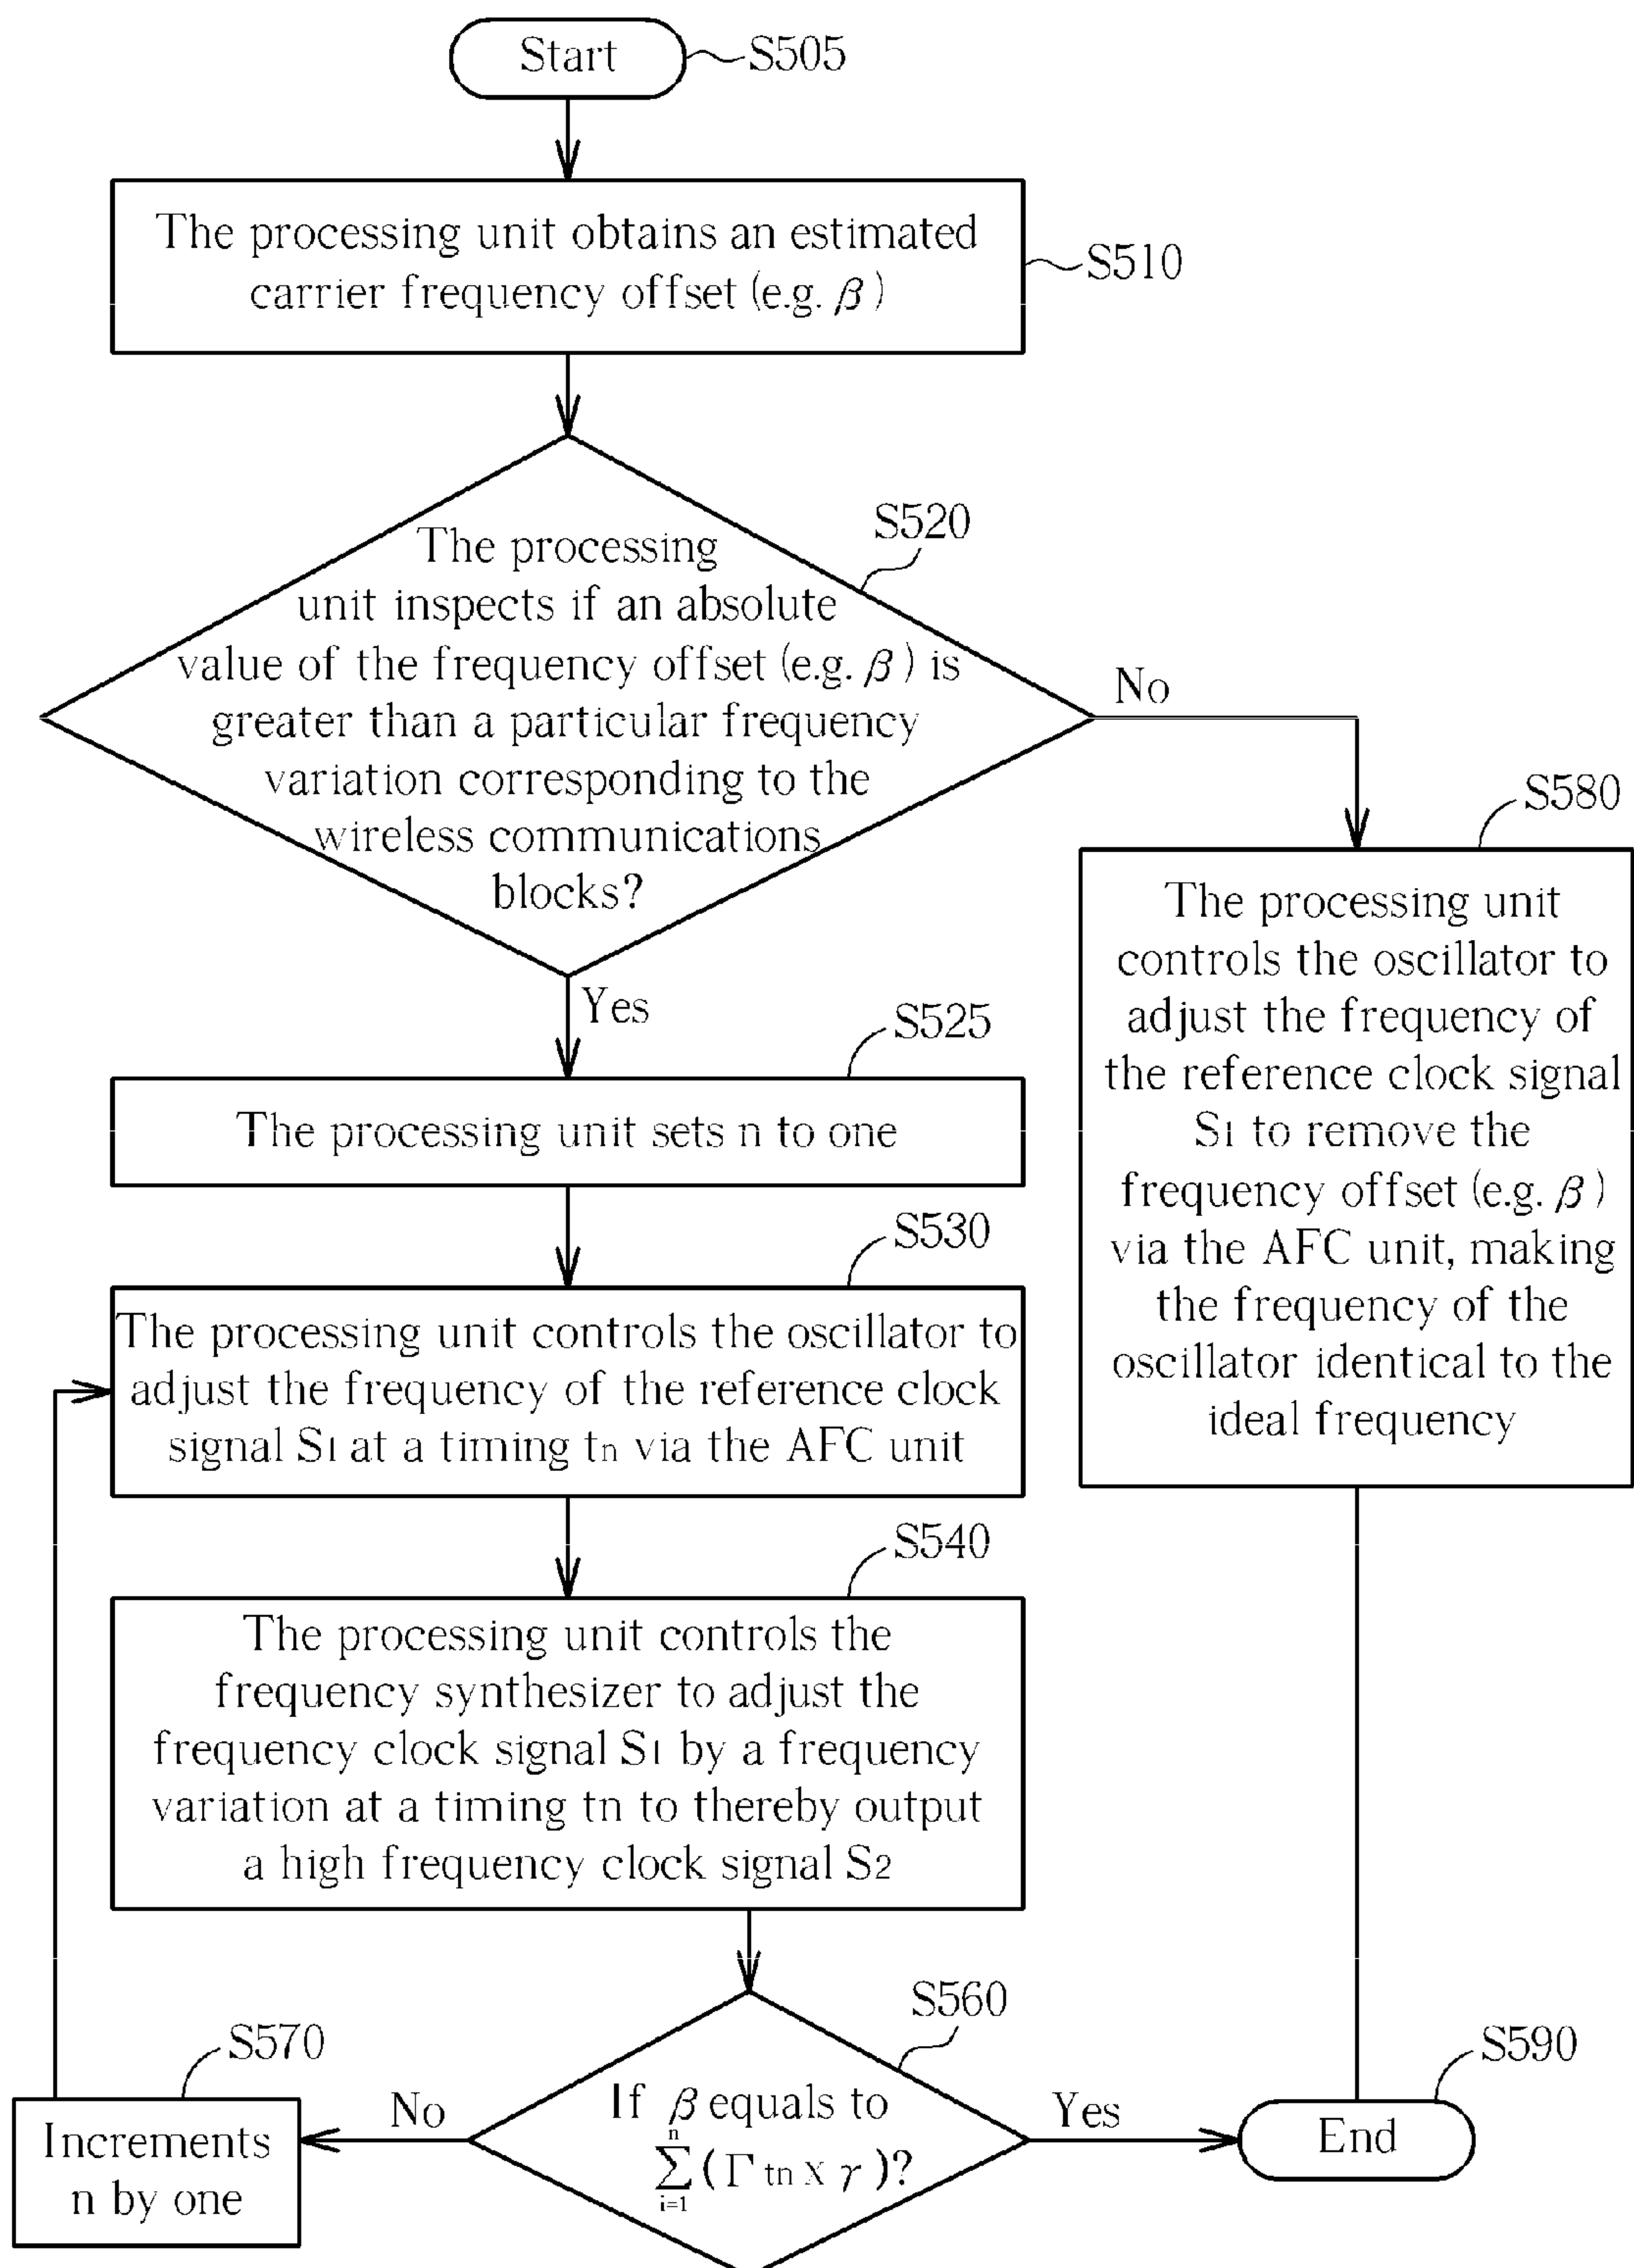 Start
S505
The processing unit obtains an estimated
carrier frequency offset (e.g. β )
S510
S520
The processing
unit inspects if an absolute
value of the frequency offset (e.g. β ) is
greater than a particular frequency
variation corresponding to the
wireless communications
blocks?
No
Yes
S525
The processing unit sets n to one
S530
The processing unit controls the oscillator to
adjust the frequency of the reference clock
signal S1 at a timing tn via the AFC unit
S540
The processing unit controls the
frequency synthesizer to adjust the
frequency clock signal S1 by a frequency
variation at a timing tn to thereby output
a high frequency clock signal S2
S580
The processing unit
controls the oscillator to
adjust the frequency of
the reference clock signal
S1 to remove the
frequency offset (e.g. β )
via the AFC unit, making
the frequency of the
oscillator identical to the
ideal frequency
S560
If β equals to
n
∑ ( Γ tn X γ )?
i=1
No
Yes
S570
Increments
n by one
S590
End